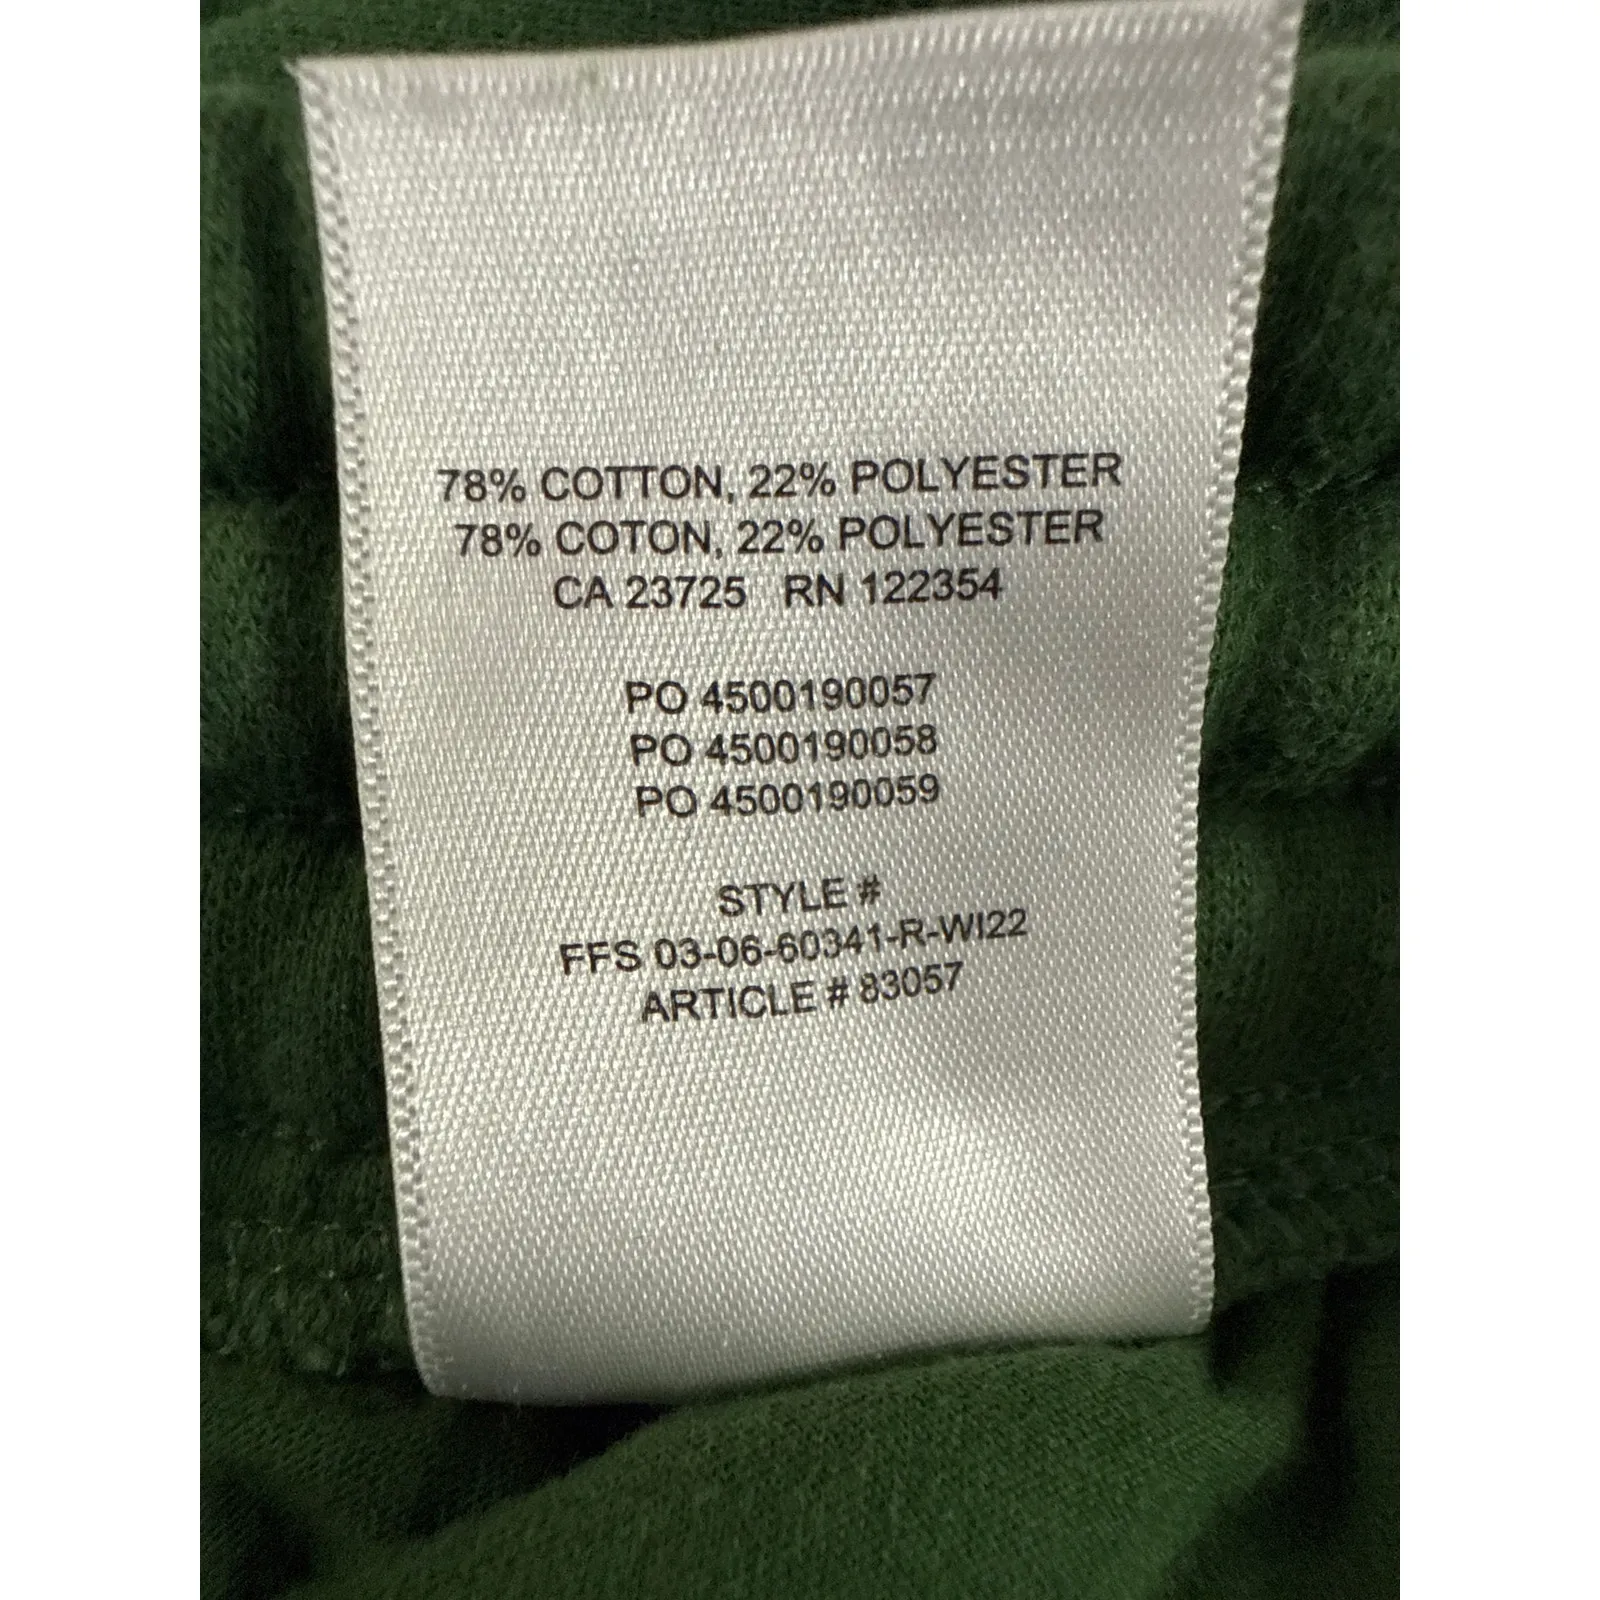 78% COTTON, 22% POLYESTER
78% COTON, 22% POLYESTER
CA 23725 RN 122354
PO 4500190057
PO 4500190058
PO 4500190059
STYLE #
FFS 03-06-60341-R-WI22
ARTICLE # 83057